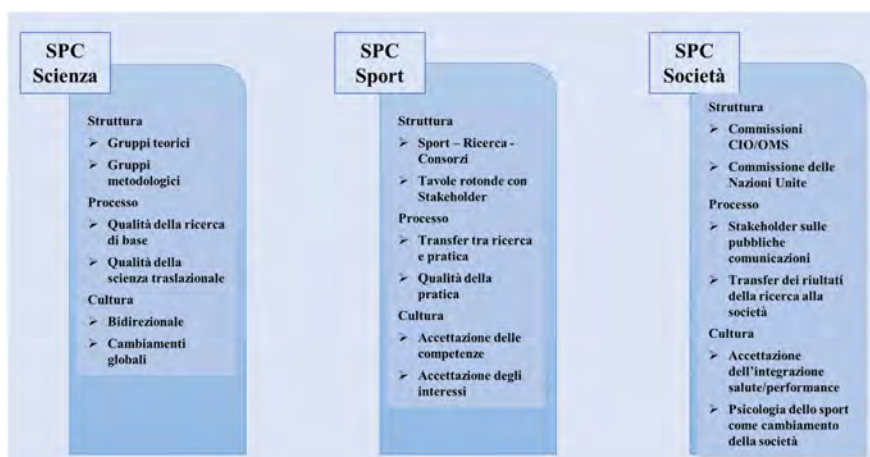 SPC
Scienza
Struttura
➢ Gruppi teorici
➢ Gruppi
metodologici
Processo
➢ Qualità della ricerca
di base
➢ Qualità della
scienza traslazionale
Cultura
➢ Bidirezionale
➢ Cambiamenti
globali
SPC
Sport
Struttura
➢ Sport – Ricerca -
Consorzi
➢ Tavole rotonde con
Stakeholder
Processo
➢ Transfer tra ricerca
e pratica
➢ Qualità della
pratica
Cultura
➢ Accettazione delle
competenze
➢ Accettazione degli
interessi
SPC
Società
Struttura
➢ Commissioni
CIO/OMS
➢ Commissione delle
Nazioni Unite
Processo
➢ Stakeholder sulle
pubbliche
comunicazioni
➢ Transfer dei riultati
della ricerca alla
società
Cultura
➢ Accettazione
dell’integrazione
salute/performance
➢ Psicologia dello sport
come cambiamento
della società